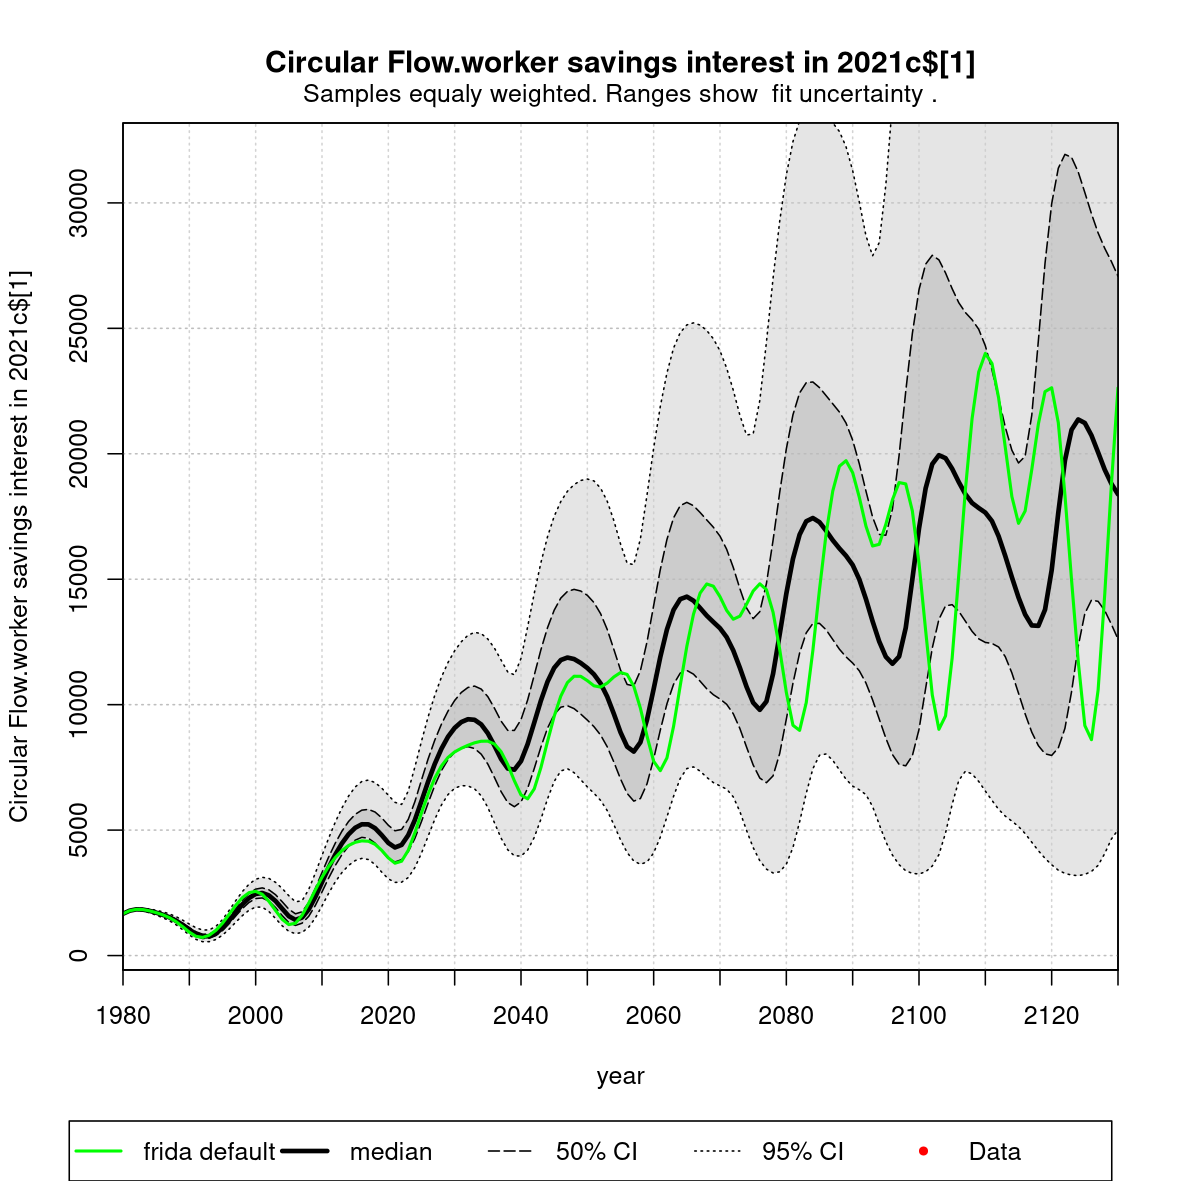 Circular Flow.worker savings interest in 2021c$[1]
Samples equaly weighted. Ranges show  fit uncertainty .
Circular Flow.worker savings interest in 2021c$[1]
30000
25000
20000
15000
10000
5000
0
1980 2000 2020 2040 2060 2080 2100 2120
year
frida default median 50% CI 95% CI Data